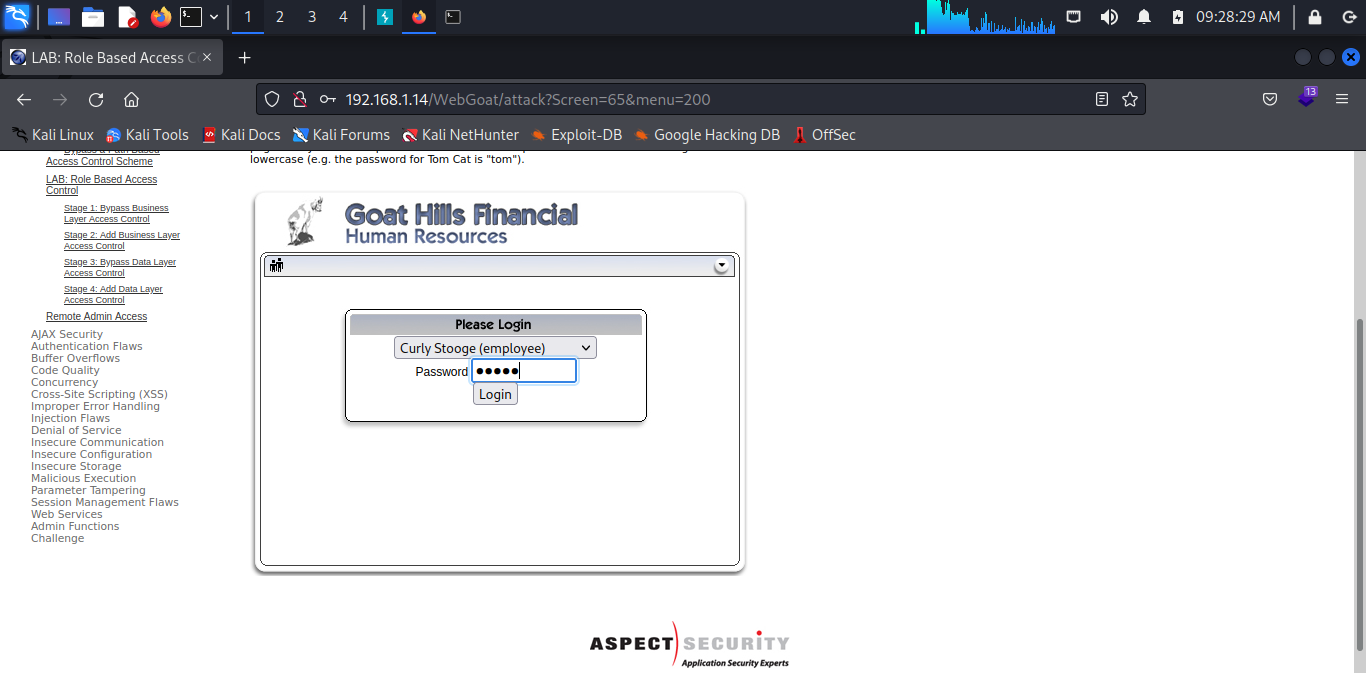 1 2 3 4 09:28:29 AM
LAB: Role Based Access C
192.168.1.14/WebGoat/attack?Screen=65&menu=200
13
Kali Linux Kali Tools Kali Docs Kali Forums Kali NetHunter Exploit-DB Google Hacking DB OffSec
Bypass a Path Based
Access Control Scheme
LAB: Role Based Access
Control
Stage 1: Bypass Business
Layer Access Control
Stage 2: Add Business Layer
Access Control
Stage 3: Bypass Data Layer
Access Control
Stage 4: Add Data Layer
Access Control
Remote Admin Access
AJAX Security
Authentication Flaws
Buffer Overflows
Code Quality
Concurrency
Cross-Site Scripting (XSS)
Improper Error Handling
Injection Flaws
Denial of Service
Insecure Communication
Insecure Configuration
Insecure Storage
Malicious Execution
Parameter Tampering
Session Management Flaws
Web Services
Admin Functions
Challenge
lowercase (e.g. the password for Tom Cat is "tom").
Goat Hills Financial
Human Resources
Please Login
Curly Stooge (employee)
Password ●●●●●
Login
ASPECT SECURITY
Application Security Experts